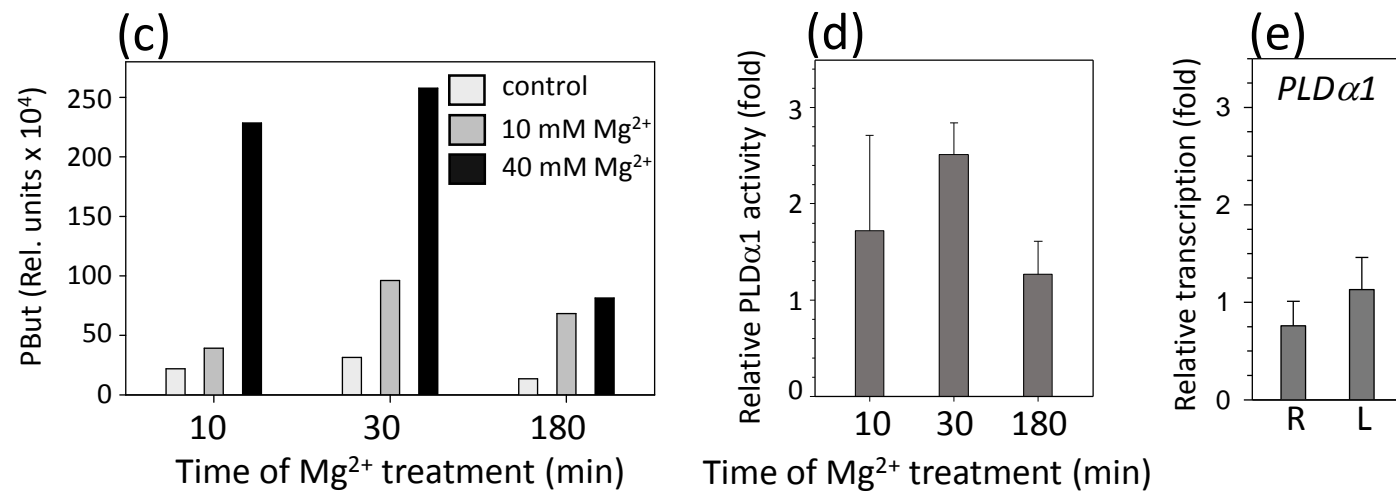 (c)
PBut (Rel. units x 10⁴)
250
200
150
100
50
0
control
10 mM Mg²⁺
40 mM Mg²⁺
10 30 180
Time of Mg²⁺ treatment (min)
(d)
Relative PLDα1 activity (fold)
3
2
1
0
10 30 180
Time of Mg²⁺ treatment (min)
(e)
Relative transcription (fold)
PLDα1
3
2
1
0
R L